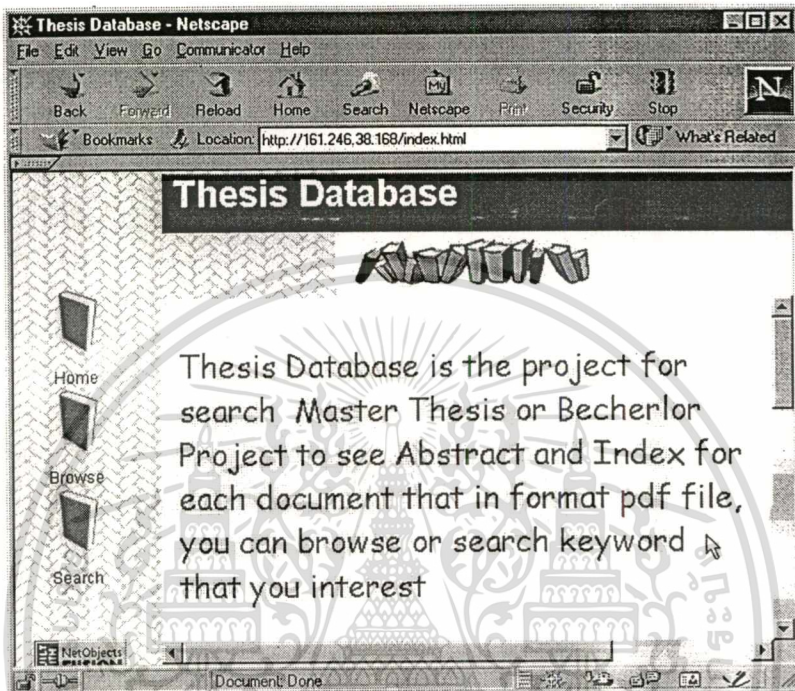 Thesis Database - Netscape
File Edit View Go Communicator Help
Back Forward Reload Home Search Netscape Print Security Stop
N
Bookmarks Location: http://161.246.38.168/index.html What's Related
Thesis Database
Home
Browse
Search
Thesis Database is the project for
search Master Thesis or Becherlor
Project to see Abstract and Index for
each document that in format pdf file,
you can browse or search keyword
that you interest
NetObjects
FUSION
Document: Done